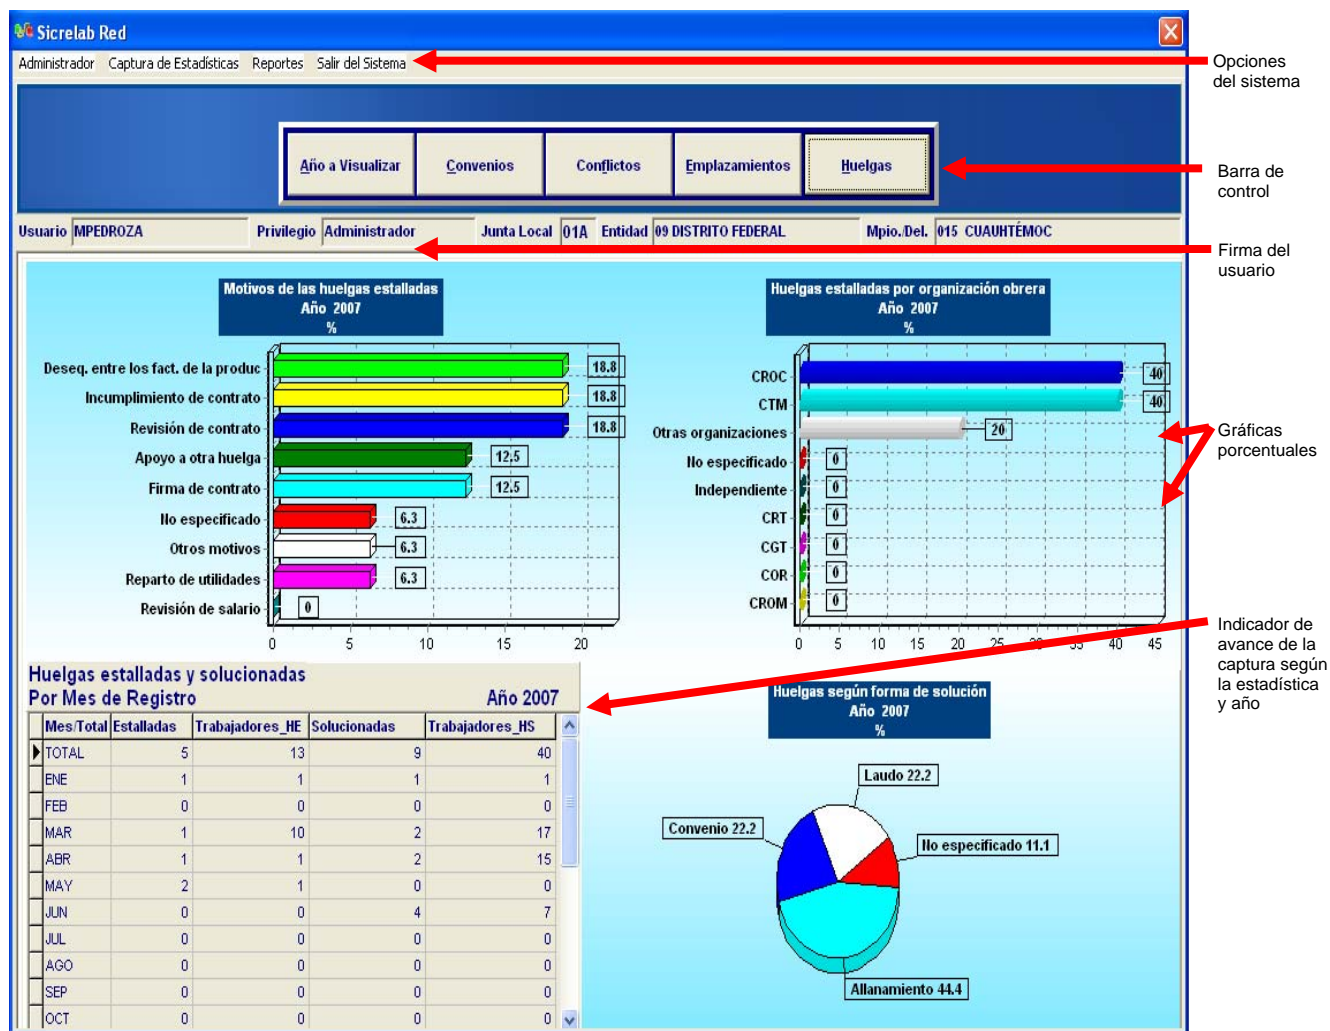 Sicrelab Red
Administrador Captura de Estadísticas Reportes Salir del Sistema
Opciones
del sistema
Año a Visualizar Convenios Conflictos Emplazamientos Huelgas
Barra de
control
Usuario MPEDROZA Privilegio Administrador Junta Local 01A Entidad 09 DISTRITO FEDERAL Mpio./Del. 015 CUAUHTÉMOC
Firma del
usuario
Motivos de las huelgas estalladas
Año 2007
%
Deseq. entre los fact. de la produc 18.8
Incumplimiento de contrato 18.8
Revisión de contrato 18.8
Apoyo a otra huelga 12.5
Firma de contrato 12.5
No especificado 6.3
Otros motivos 6.3
Reparto de utilidades 6.3
Revisión de salario 0
0 5 10 15 20
Huelgas estalladas por organización obrera
Año 2007
%
CROC 40
CTM 40
Otras organizaciones 20
No especificado 0
Independiente 0
CRT 0
CGT 0
COR 0
CROM 0
0 5 10 15 20 25 30 35 40 45
Gráficas
porcentuales
Indicador de
avance de la
captura según
la estadística
y año
Huelgas estalladas y solucionadas
Por Mes de Registro Año 2007
Mes/Total Estalladas Trabajadores_HE Solucionadas Trabajadores_HS
TOTAL 5 13 9 40
ENE 1 1 1 1
FEB 0 0 0 0
MAR 1 10 2 17
ABR 1 1 2 15
MAY 2 1 0 0
JUN 0 0 4 7
JUL 0 0 0 0
AGO 0 0 0 0
SEP 0 0 0 0
OCT 0 0 0 0
Huelgas según forma de solución
Año 2007
%
Laudo 22.2
Convenio 22.2
No especificado 11.1
Allanamiento 44.4